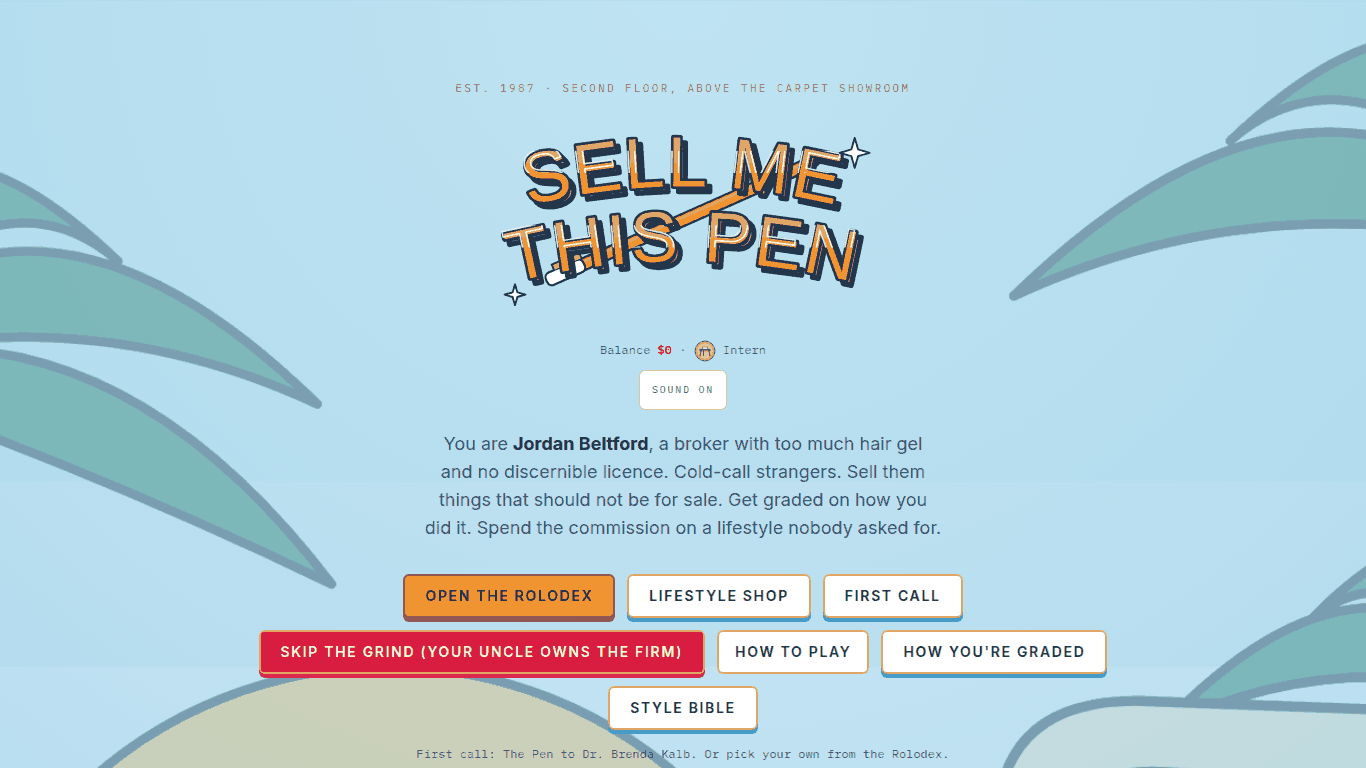 EST. 1987 · SECOND FLOOR, ABOVE THE CARPET SHOWROOM
SELL ME
THIS PEN
Balance $0 · Intern
SOUND ON
You are Jordan Beltford, a broker with too much hair gel
and no discernible licence. Cold-call strangers. Sell them
things that should not be for sale. Get graded on how you
did it. Spend the commission on a lifestyle nobody asked for.
OPEN THE ROLODEX LIFESTYLE SHOP FIRST CALL
SKIP THE GRIND (YOUR UNCLE OWNS THE FIRM) HOW TO PLAY HOW YOU'RE GRADED
STYLE BIBLE
First call: The Pen to Dr. Brenda Kalb. Or pick your own from the Rolodex.